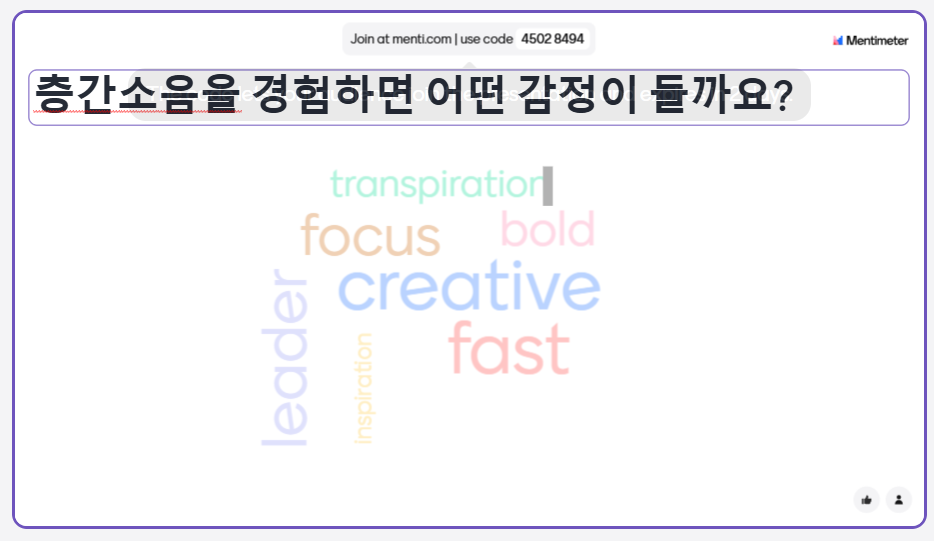 Join at menti.com | use code 4502 8494
Mentimeter
층간소음을 경험하면 어떤 감정이 들까요?
transpiration
focus
bold
creative
leader
fast
inspiration